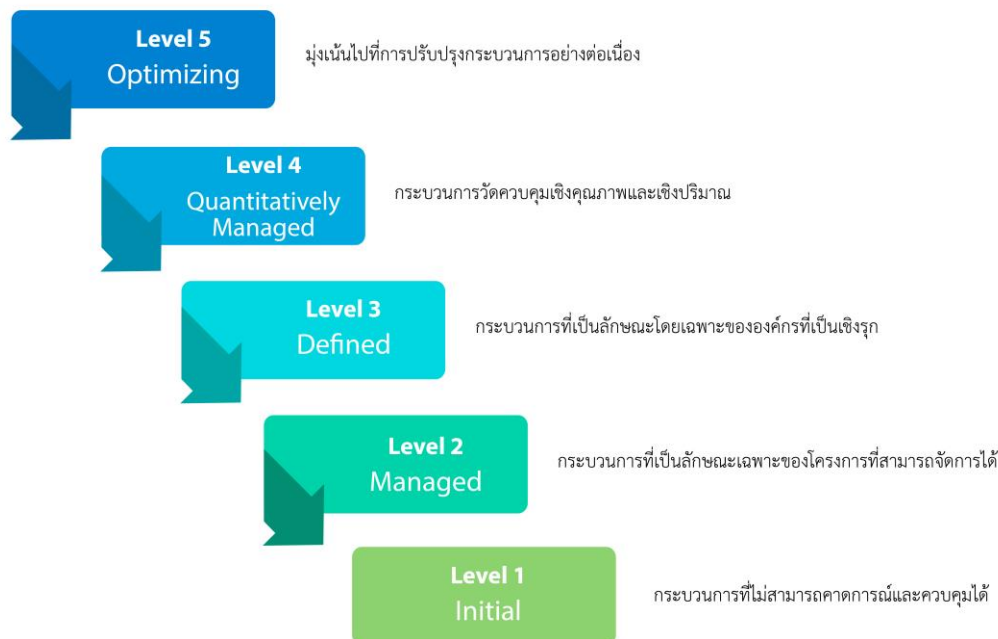 Level 5
Optimizing
มุ่งเน้นไปที่การปรับปรุงกระบวนการอย่างต่อเนื่อง
Level 4
Quantitatively
Managed
กระบวนการวัดควบคุมเชิงคุณภาพและเชิงปริมาณ
Level 3
Defined
กระบวนการที่เป็นลักษณะโดยเฉพาะขององค์กรที่เป็นเชิงรุก
Level 2
Managed
กระบวนการที่เป็นลักษณะเฉพาะของโครงการที่สามารถจัดการได้
Level 1
Initial
กระบวนการที่ไม่สามารถคาดการณ์และควบคุมได้